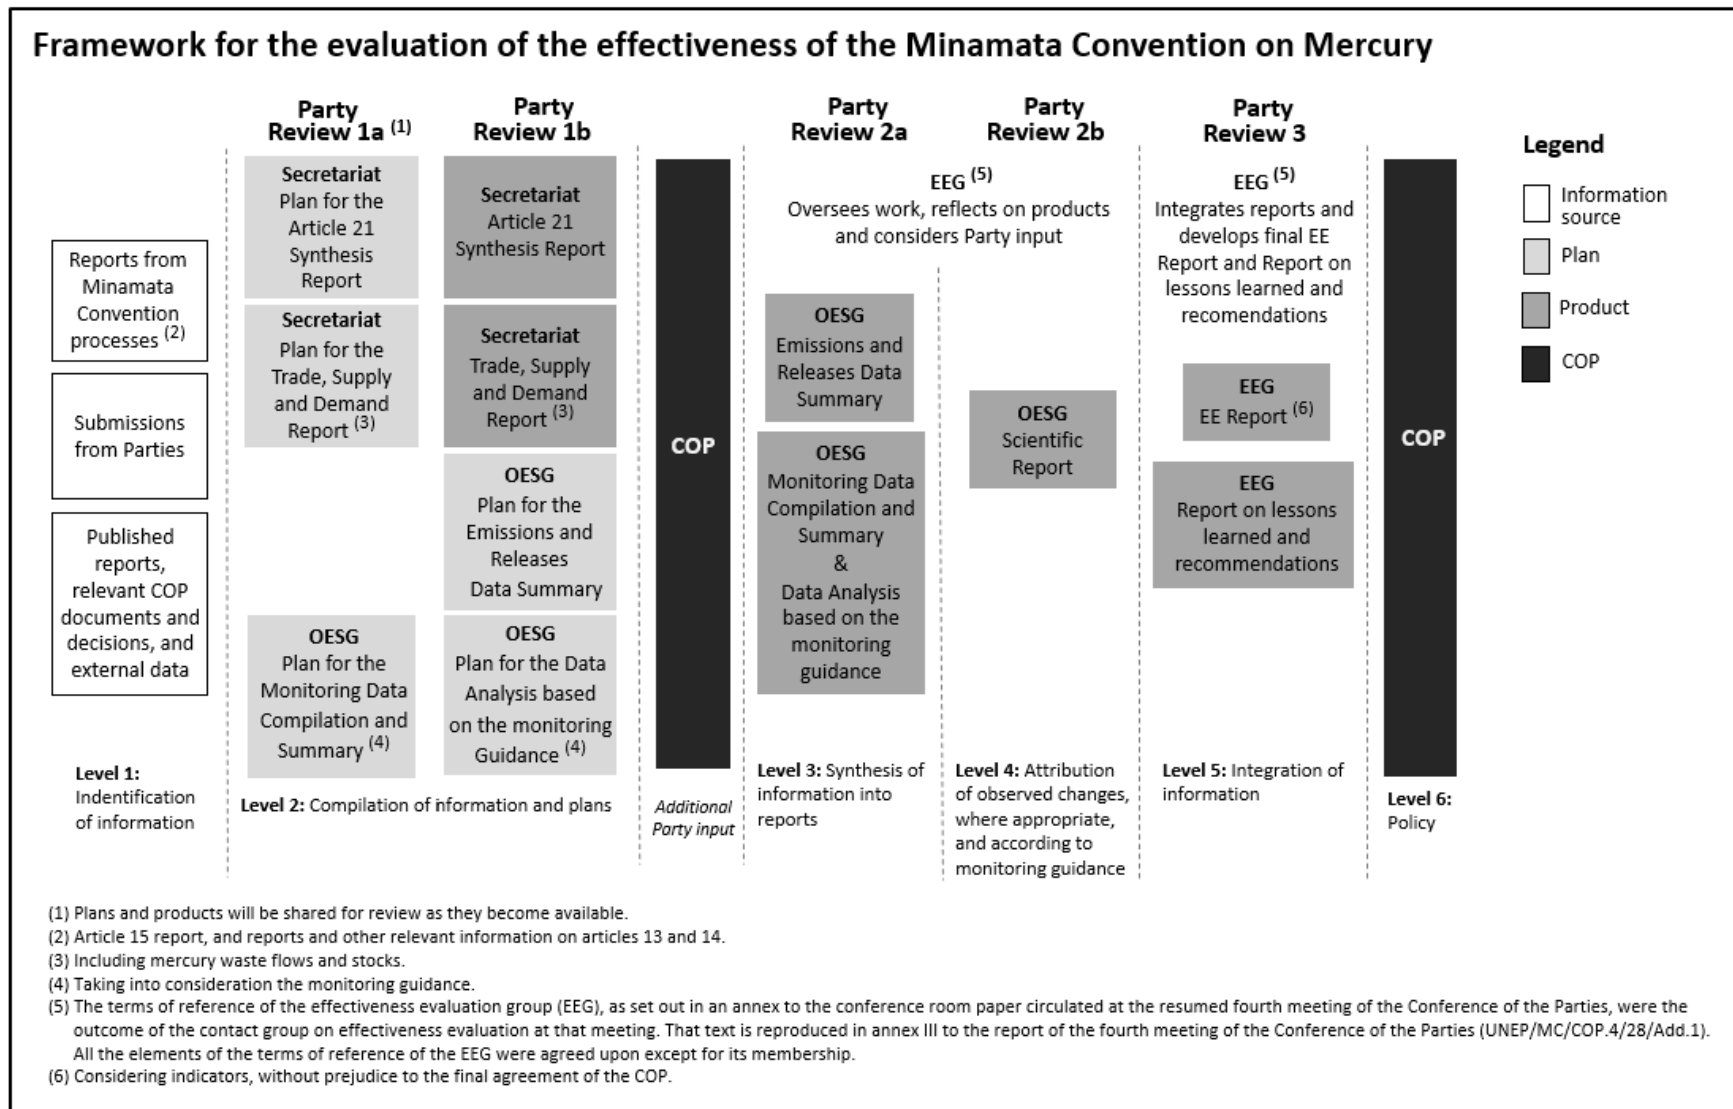 Framework for the evaluation of the effectiveness of the Minamata Convention on Mercury
Reports from
Minamata
Convention
processes (2)
Submissions
from Parties
Published
reports,
relevant COP
documents and
decisions, and
external data
Level 1:
Indentification
of information
Party
Review 1a (1)
Secretariat
Plan for the
Article 21
Synthesis
Report
Secretariat
Plan for the
Trade, Supply
and Demand
Report (3)
OESG
Plan for the
Monitoring Data
Compilation and
Summary (4)
Party
Review 1b
Secretariat
Article 21
Synthesis Report
Secretariat
Trade, Supply
and Demand
Report (3)
OESG
Plan for the
Emissions and
Releases
Data Summary
OESG
Plan for the Data
Analysis based
on the monitoring
Guidance (4)
Level 2: Compilation of information and plans
COP
Additional
Party input
Party
Review 2a
Party
Review 2b
EEG (5)
Oversees work, reflects on products
and considers Party input
OESG
Emissions and
Releases Data
Summary
OESG
Monitoring Data
Compilation and
Summary
&
Data Analysis
based on the
monitoring
guidance
Level 3: Synthesis of
information into
reports
OESG
Scientific
Report
Level 4: Attribution
of observed changes,
where appropriate,
and according to
monitoring guidance
Party
Review 3
EEG (5)
Integrates reports and
develops final EE
Report and Report on
lessons learned and
recomendations
EEG
EE Report (6)
EEG
Report on lessons
learned and
recommendations
Level 5: Integration of
information
COP
Level 6:
Policy
Legend
Information
source
Plan
Product
COP
(1) Plans and products will be shared for review as they become available.
(2) Article 15 report, and reports and other relevant information on articles 13 and 14.
(3) Including mercury waste flows and stocks.
(4) Taking into consideration the monitoring guidance.
(5) The terms of reference of the effectiveness evaluation group (EEG), as set out in an annex to the conference room paper circulated at the resumed fourth meeting of the Conference of the Parties, were the
outcome of the contact group on effectiveness evaluation at that meeting. That text is reproduced in annex III to the report of the fourth meeting of the Conference of the Parties (UNEP/MC/COP.4/28/Add.1).
All the elements of the terms of reference of the EEG were agreed upon except for its membership.
(6) Considering indicators, without prejudice to the final agreement of the COP.